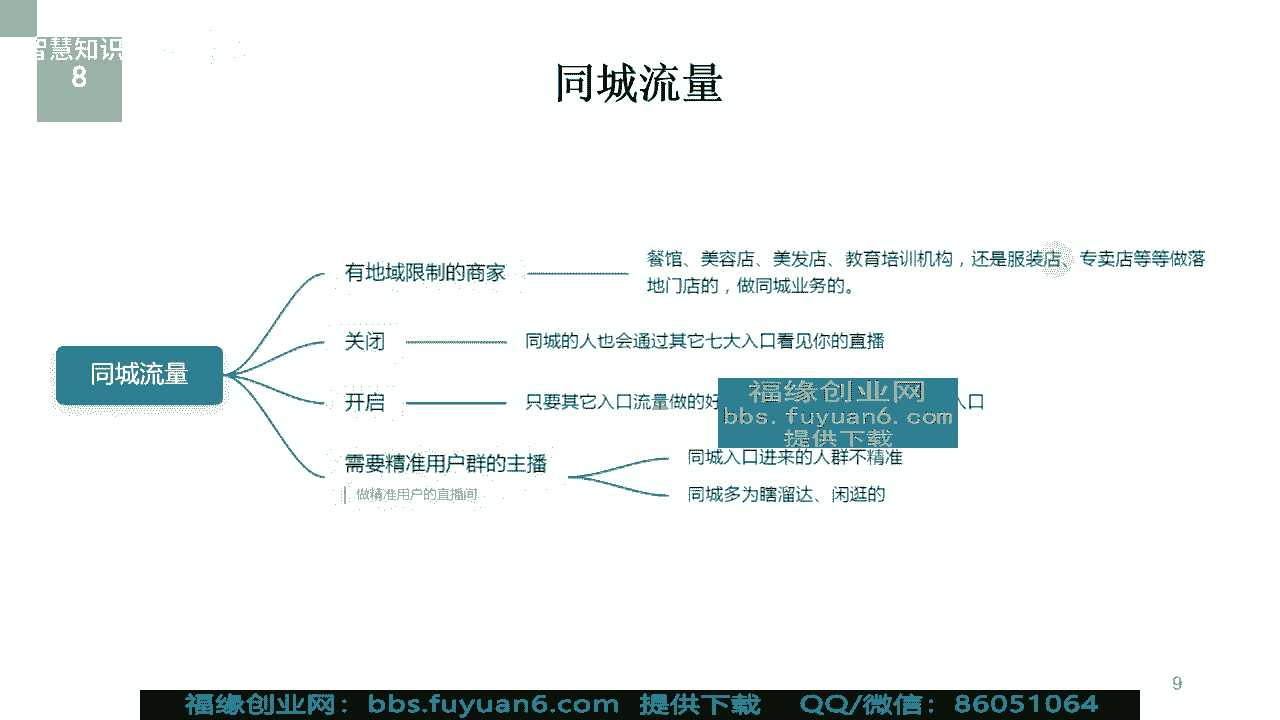 智慧知识
8
同城流量
餐馆、美容店、美发店、教育培训机构，还是服装店、专卖店等等做落
地门店的，做同城业务的。
有地域限制的商家
关闭
同城的人也会通过其它七大入口看见你的直播
同城流量
开启
只要其它入口流量做的好
入口
福缘创业网
bbs.fuyuan6.com
提供下载
需要精准用户群的主播
做精准用户的直播间
同城入口进来的人群不精准
同城多为瞎溜达、闲逛的
9
福缘创业网：bbs.fuyuan6.com 提供下载 QQ/微信：86051064